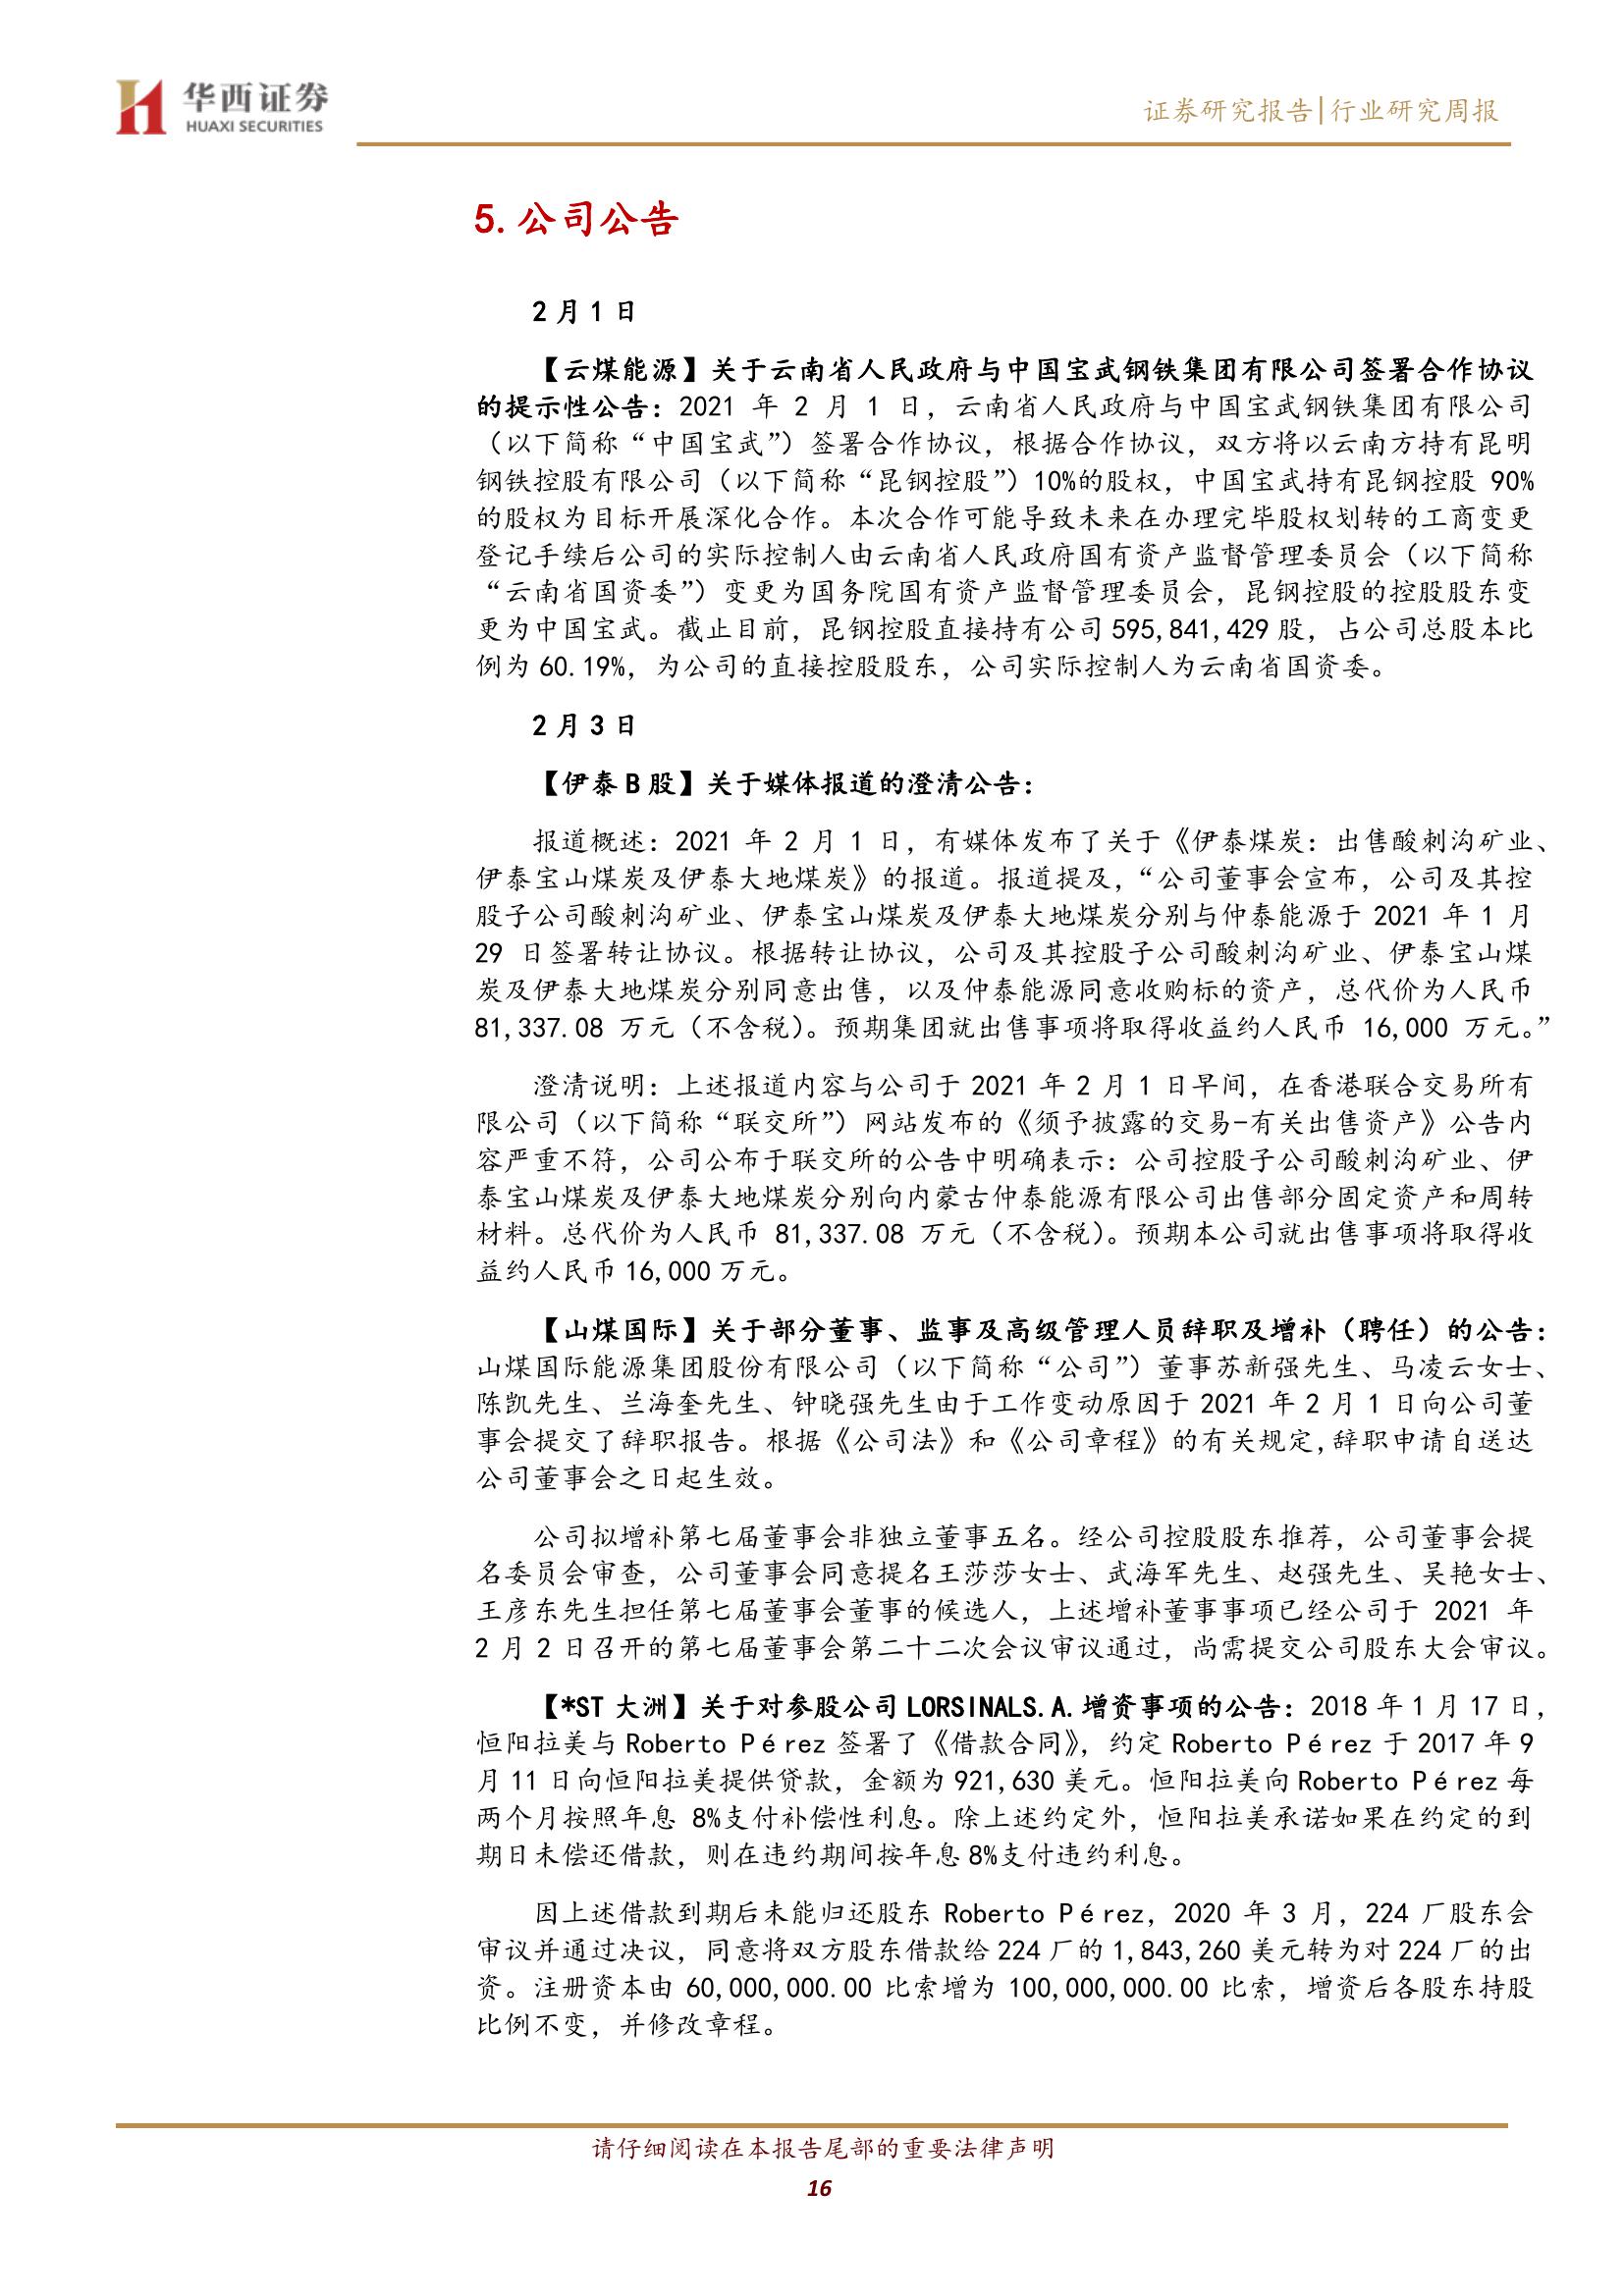 华西证券
HUAXI SECURITIES
证券研究报告|行业研究周报
5.公司公告
2 月 1 日
【云煤能源】关于云南省人民政府与中国宝武钢铁集团有限公司签署合作协议
的提示性公告：2021 年 2 月 1 日，云南省人民政府与中国宝武钢铁集团有限公司
（以下简称“中国宝武”）签署合作协议，根据合作协议，双方将以云南方持有昆明
钢铁控股有限公司（以下简称“昆钢控股”）10%的股权，中国宝武持有昆钢控股 90%
的股权为目标开展深化合作。本次合作可能导致未来在办理完毕股权划转的工商变更
登记手续后公司的实际控制人由云南省人民政府国有资产监督管理委员会（以下简称
“云南省国资委”）变更为国务院国有资产监督管理委员会，昆钢控股的控股股东变
更为中国宝武。截止目前，昆钢控股直接持有公司 595,841,429 股，占公司总股本比
例为 60.19%，为公司的直接控股股东，公司实际控制人为云南省国资委。
2 月 3 日
【伊泰 B 股】关于媒体报道的澄清公告：
报道概述：2021 年 2 月 1 日，有媒体发布了关于《伊泰煤炭：出售酸刺沟矿业、
伊泰宝山煤炭及伊泰大地煤炭》的报道。报道提及，“公司董事会宣布，公司及其控
股子公司酸刺沟矿业、伊泰宝山煤炭及伊泰大地煤炭分别与仲泰能源于 2021 年 1 月
29 日签署转让协议。根据转让协议，公司及其控股子公司酸刺沟矿业、伊泰宝山煤
炭及伊泰大地煤炭分别同意出售，以及仲泰能源同意收购标的资产，总代价为人民币
81,337.08 万元（不含税）。预期集团就出售事项将取得收益约人民币 16,000 万元。”
澄清说明：上述报道内容与公司于 2021 年 2 月 1 日早间，在香港联合交易所有
限公司（以下简称“联交所”）网站发布的《须予披露的交易-有关出售资产》公告内
容严重不符，公司公布于联交所的公告中明确表示：公司控股子公司酸刺沟矿业、伊
泰宝山煤炭及伊泰大地煤炭分别向内蒙古仲泰能源有限公司出售部分固定资产和周转
材料。总代价为人民币 81,337.08 万元（不含税）。预期本公司就出售事项将取得收
益约人民币 16,000 万元。
【山煤国际】关于部分董事、监事及高级管理人员辞职及增补（聘任）的公告：
山煤国际能源集团股份有限公司（以下简称“公司”）董事苏新强先生、马凌云女士、
陈凯先生、兰海奎先生、钟晓强先生由于工作变动原因于 2021 年 2 月 1 日向公司董
事会提交了辞职报告。根据《公司法》和《公司章程》的有关规定,辞职申请自送达
公司董事会之日起生效。
公司拟增补第七届董事会非独立董事五名。经公司控股股东推荐，公司董事会提
名委员会审查，公司董事会同意提名王莎莎女士、武海军先生、赵强先生、吴艳女士、
王彦东先生担任第七届董事会董事的候选人，上述增补董事事项已经公司于 2021 年
2 月 2 日召开的第七届董事会第二十二次会议审议通过，尚需提交公司股东大会审议。
【*ST 大洲】关于对参股公司 LORSINALS.A.增资事项的公告：2018 年 1 月 17 日，
恒阳拉美与 Roberto Pérez 签署了《借款合同》，约定 Roberto Pérez 于 2017 年 9
月 11 日向恒阳拉美提供贷款，金额为 921,630 美元。恒阳拉美向 Roberto Pérez 每
两个月按照年息 8%支付补偿性利息。除上述约定外，恒阳拉美承诺如果在约定的到
期日未偿还借款，则在违约期间按年息 8%支付违约利息。
因上述借款到期后未能归还股东 Roberto Pérez，2020 年 3 月，224 厂股东会
审议并通过决议，同意将双方股东借款给 224 厂的 1,843,260 美元转为对 224 厂的出
资。注册资本由 60,000,000.00 比索增为 100,000,000.00 比索，增资后各股东持股
比例不变，并修改章程。
请仔细阅读在本报告尾部的重要法律声明
16